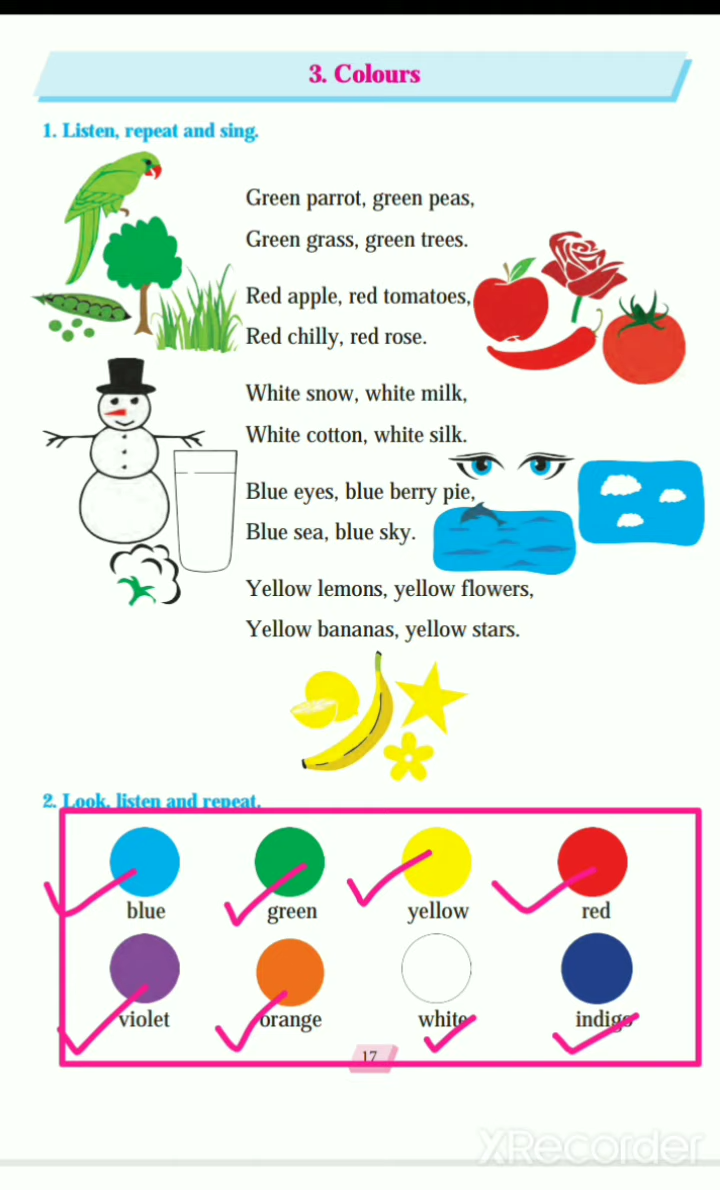 3. Colours
1. Listen, repeat and sing.
Green parrot, green peas,
Green grass, green trees.
Red apple, red tomatoes,
Red chilly, red rose.
White snow, white milk,
White cotton, white silk.
Blue eyes, blue berry pie,
Blue sea, blue sky.
Yellow lemons, yellow flowers,
Yellow bananas, yellow stars.
2. Look, listen and repeat.
blue green yellow red
violet orange white indigo
17
XRecorder